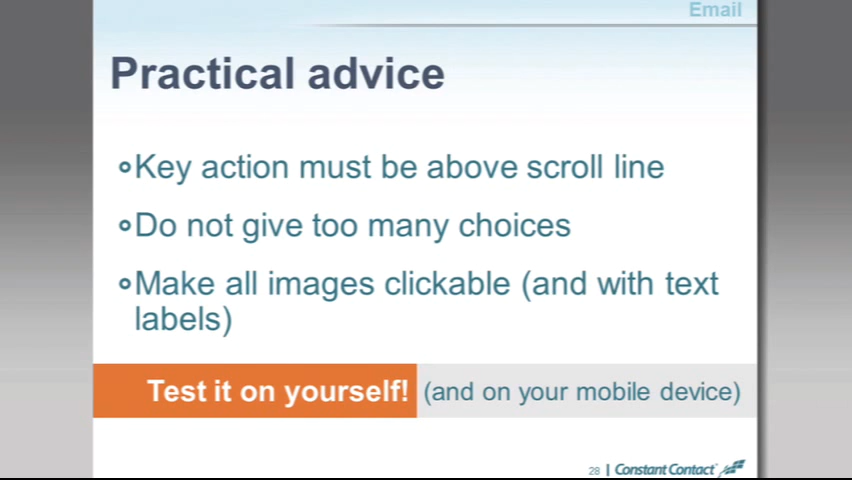 Email
Practical advice
Key action must be above scroll line
Do not give too many choices
Make all images clickable (and with text
labels)
Test it on yourself! (and on your mobile device)
28 | Constant Contact